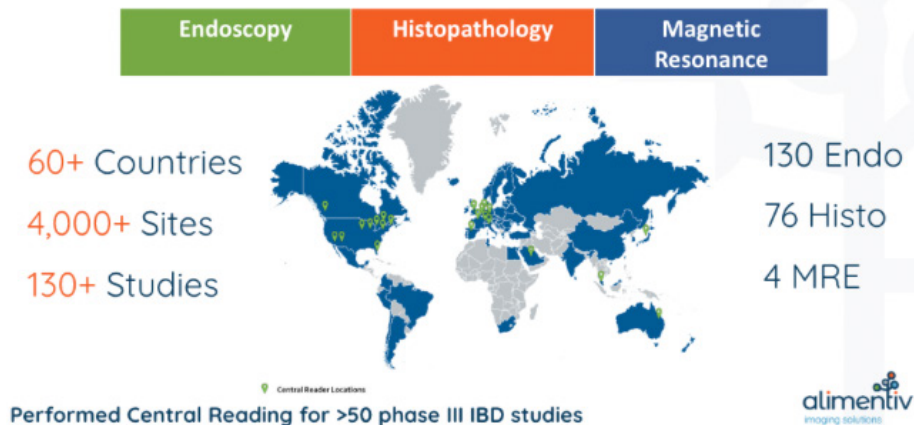 Endoscopy
Histopathology
Magnetic
Resonance
60+ Countries
4,000+ Sites
130+ Studies
130 Endo
76 Histo
4 MRE
Central Reader Locations
Performed Central Reading for >50 phase III IBD studies
alimentiv
imaging solutions